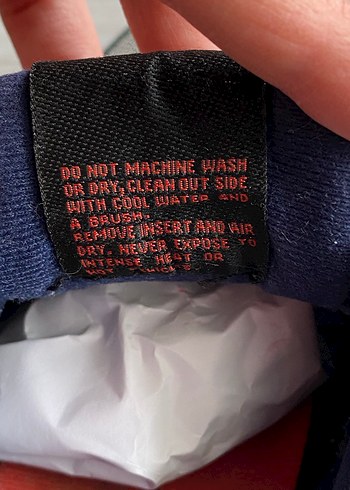 DO NOT MACHINE WASH
OR DRY, CLEAN OUT SIDE
WITH COOL WATER AND
A BRUSH.
REMOVE INSERT AND AIR
DRY, NEVER EXPOSE TO
INTENSE HEAT OR